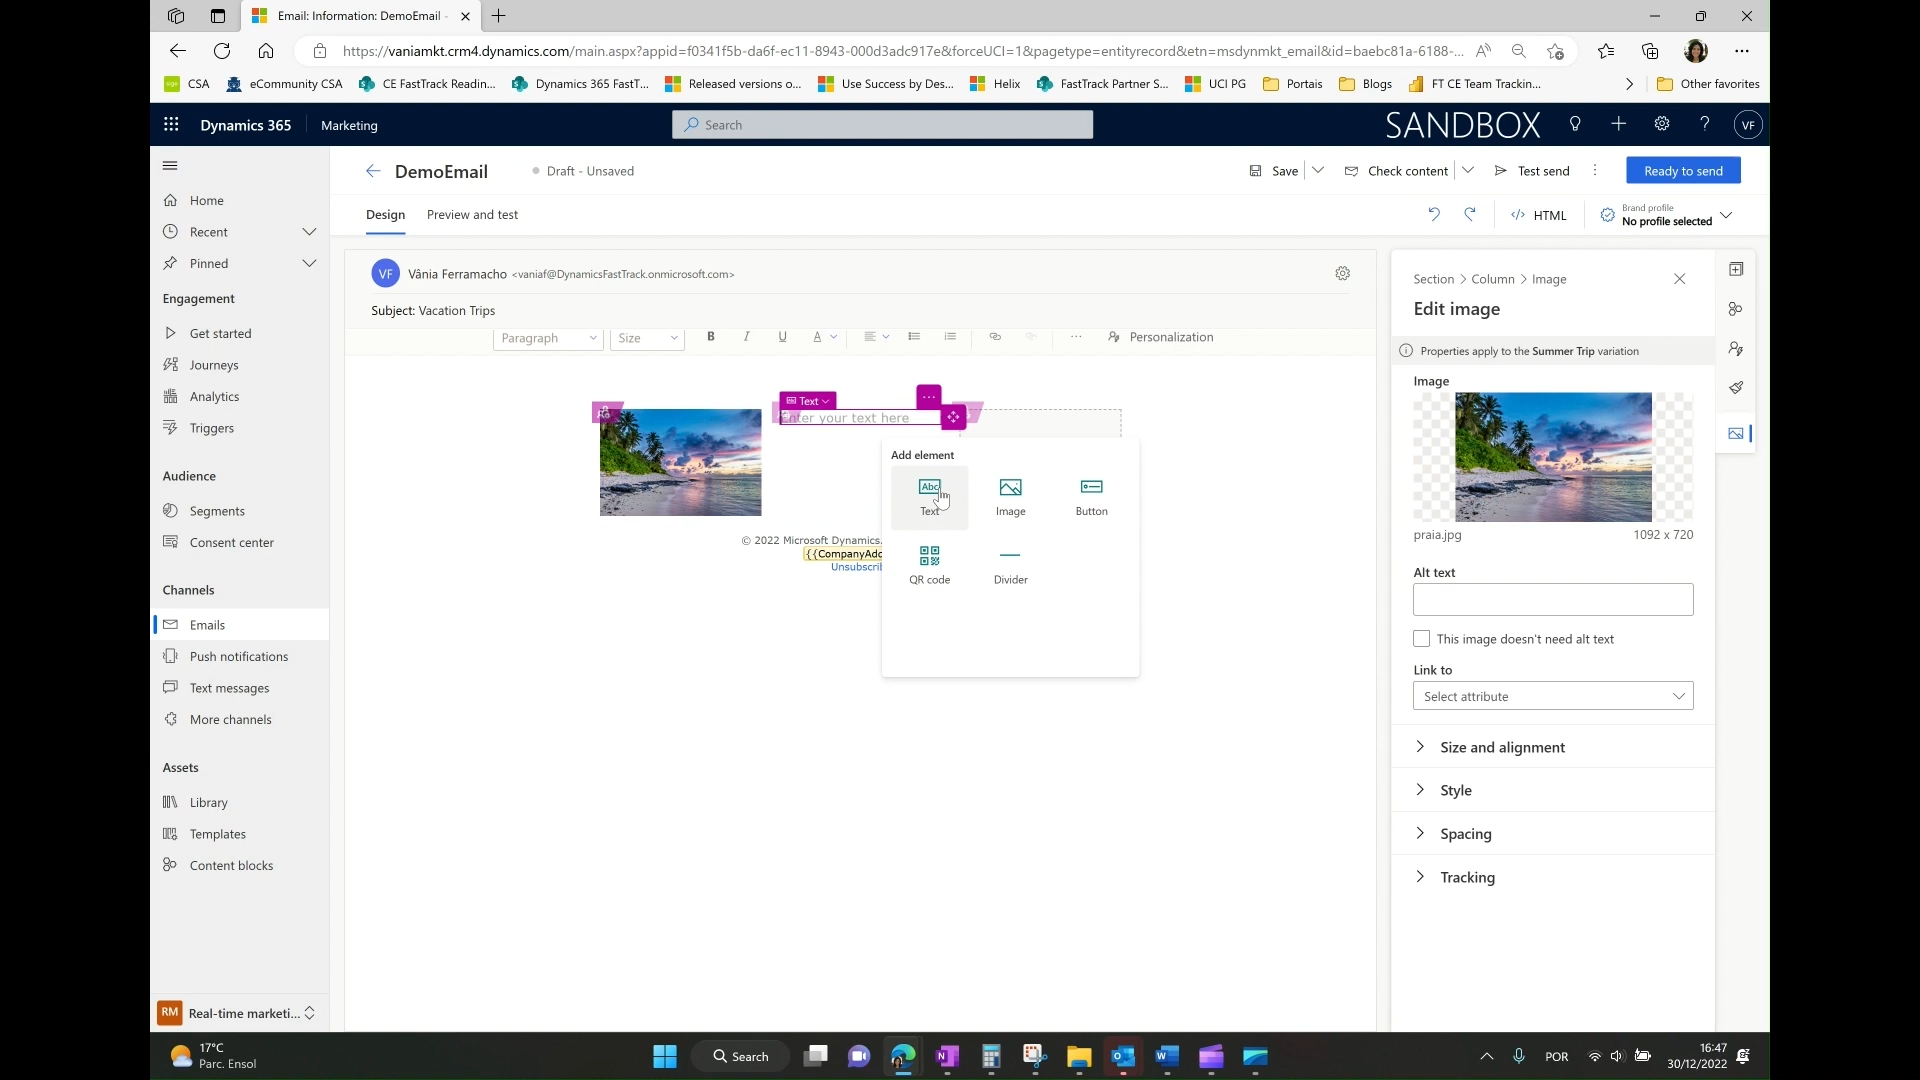 Email: Information: DemoEmail -
https://vaniamkt.crm4.dynamics.com/main.aspx?appid=f0341f5b-da6f-ec11-8943-000d3adc917e&forceUCI=1&pagetype=entityrecord&etn=msdynmkt_email&id=baebc81a-6188-...
CSA
eCommunity CSA
CE FastTrack Readin...
Dynamics 365 FastT...
Released versions o...
Use Success by Des...
Helix
FastTrack Partner S...
UCI PG
Portais
Blogs
FT CE Team Trackin...
Other favorites
Dynamics 365
Marketing
Search
SANDBOX
VF
DemoEmail
Draft - Unsaved
Save
Check content
Test send
Ready to send
Design
Preview and test
HTML
Brand profile
No profile selected
Home
Recent
Pinned
Engagement
Get started
Journeys
Analytics
Triggers
Audience
Segments
Consent center
Channels
Emails
Push notifications
Text messages
More channels
Assets
Library
Templates
Content blocks
RM
Real-time marketi...
VF
Vânia Ferramacho <vaniaf@DynamicsFastTrack.onmicrosoft.com>
Subject: Vacation Trips
Paragraph
Size
B
I
U
A
Personalization
Text
Enter your text here
Add element
Abc
Text
Image
Button
QR code
Divider
© 2022 Microsoft Dynamics.
{{CompanyAdd
Unsubscrib
Section > Column > Image
Edit image
Properties apply to the Summer Trip variation
Image
praia.jpg
1092 x 720
Alt text
This image doesn't need alt text
Link to
Select attribute
Size and alignment
Style
Spacing
Tracking
17°C
Parc. Ensol
Search
POR
16:47
30/12/2022